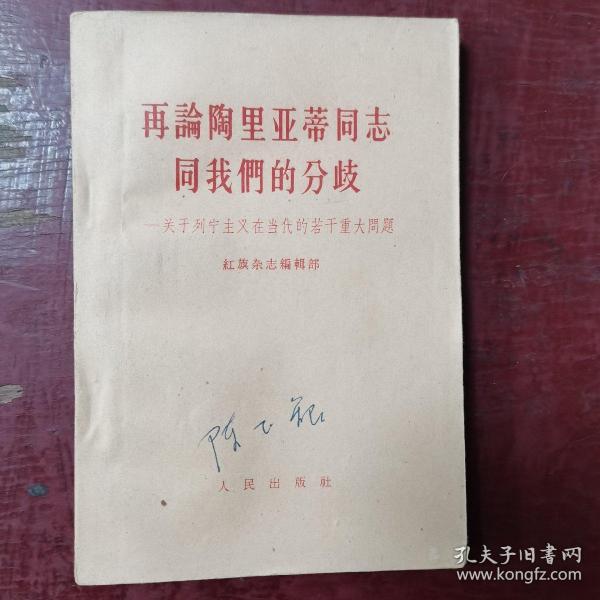 再論陶里亚蒂同志
同我們的分歧
—关于列宁主义在当代的若干重大問題
紅旗杂志編輯部
人民出版社
孔夫子旧书网
www.kongfz.com